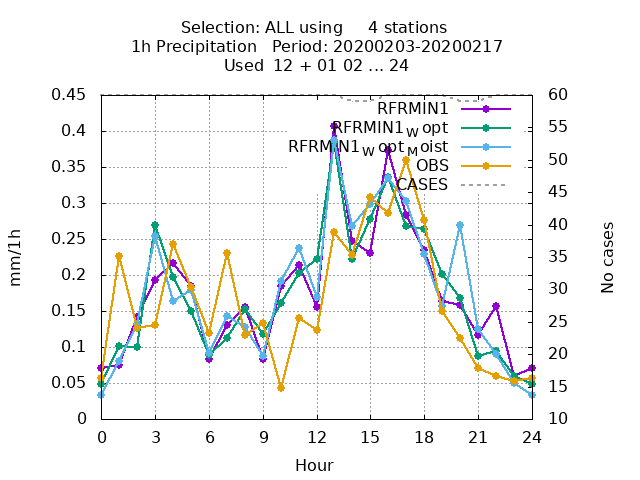 Selection: ALL using     4 stations
1h Precipitation   Period: 20200203-20200217
Used  12 + 01 02 ... 24
0.45
0.4
0.35
0.3
0.25
0.2
0.15
0.1
0.05
0
60
55
50
45
40
35
30
25
20
15
10
mm/1h
No cases
RFRMIN1
RFRMIN1_W opt
RFRMIN1_W opt_M oist
OBS
CASES
0 3 6 9 12 15 18 21 24
Hour